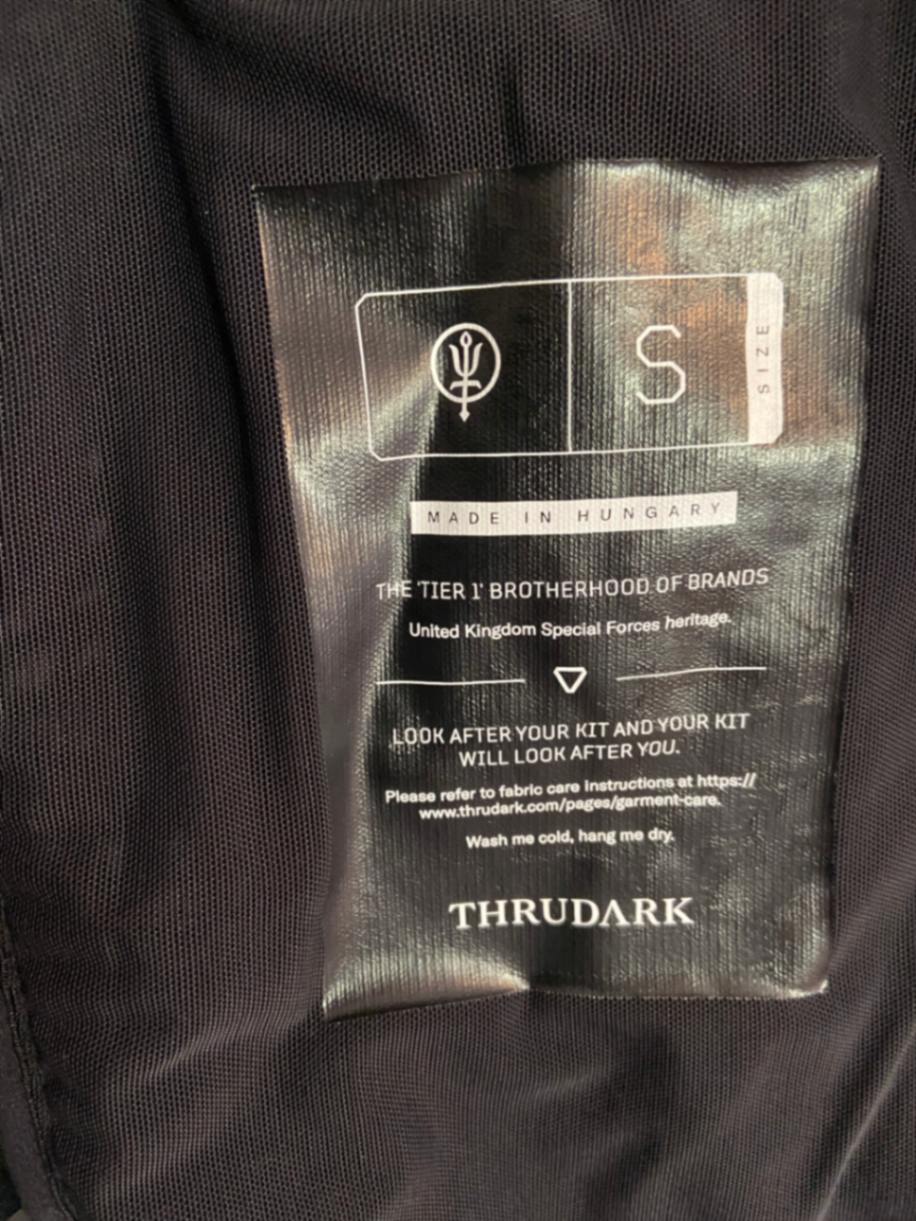 S
SIZE
MADE IN HUNGARY
THE 'TIER 1' BROTHERHOOD OF BRANDS
United Kingdom Special Forces heritage.
LOOK AFTER YOUR KIT AND YOUR KIT
WILL LOOK AFTER YOU.
Please refer to fabric care Instructions at https://
www.thrudark.com/pages/garment-care.
Wash me cold, hang me dry.
THRUDΛRK